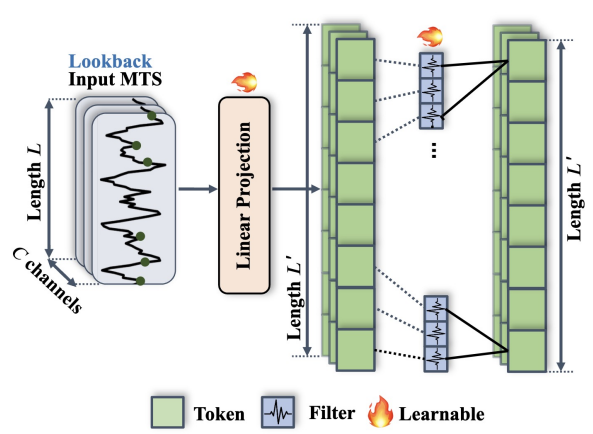 Lookback
Input MTS
Length L
C channels
Linear Projection
Length L'
...
Length L'
Token
Filter
Learnable